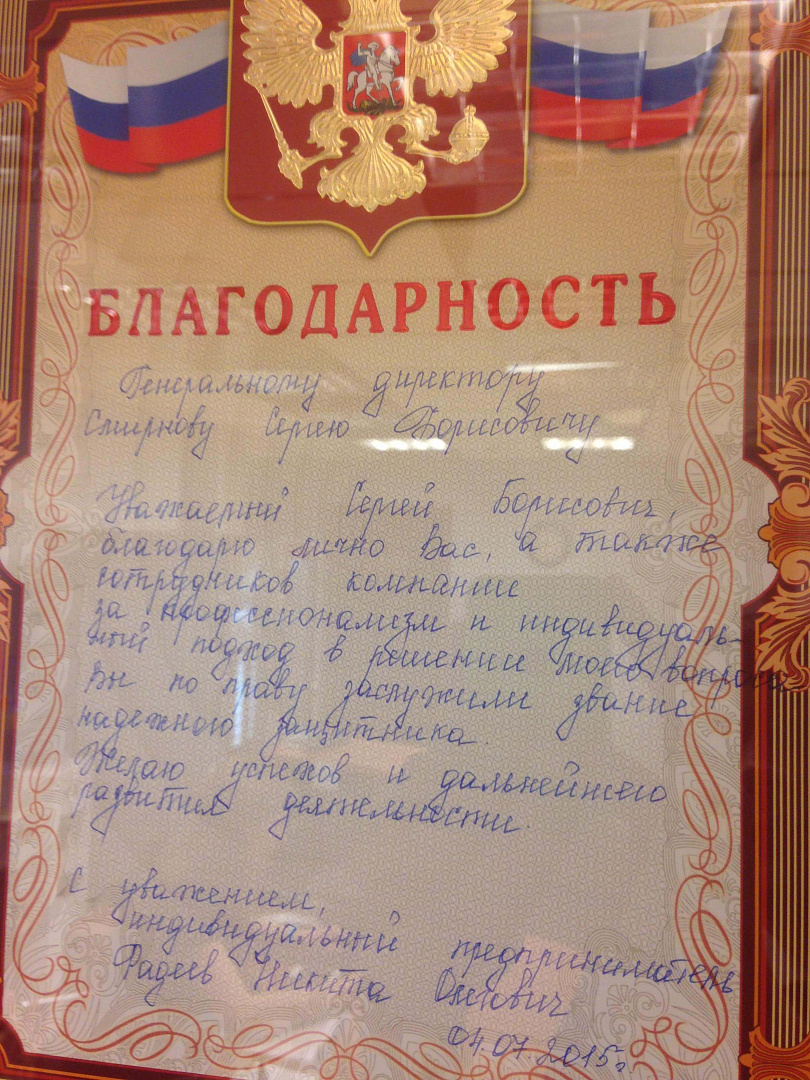 БЛАГОДАРНОСТЬ
Генеральному директору
Смирнову Сергею Борисовичу
Уважаемый Сергей Борисович,
благодарю лично Вас, а также
сотрудников компании
за профессионализм и индивидуаль-
ный подход в решении моего вопроса
Вы по праву заслужили звание
надежного защитника.
Желаю успехов и дальнейшего
развития деятельности.
С уважением,
индивидуальный предприниматель
Фадеев Никита Олегович
04.07.2015г.